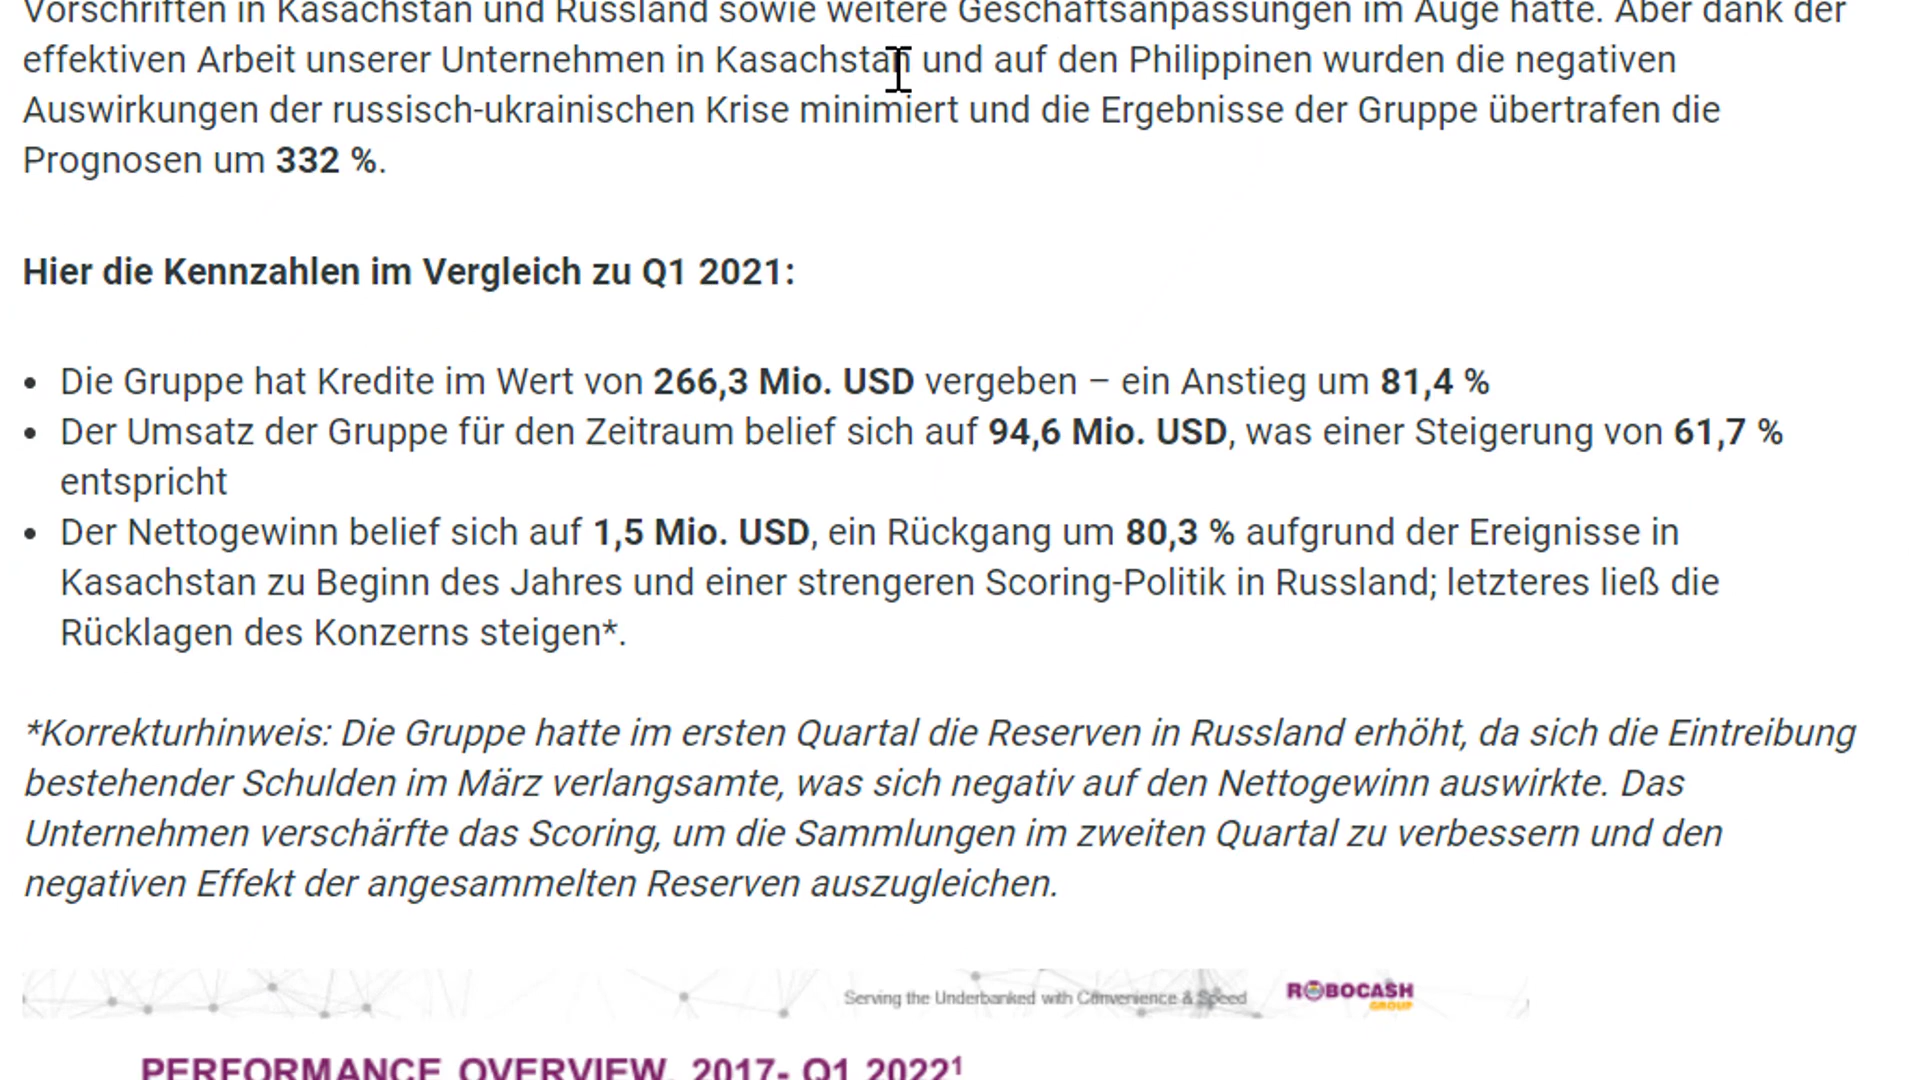 Vorschriften in Kasachstan und Russland sowie weitere Geschäftsanpassungen im Auge hatte. Aber dank der
effektiven Arbeit unserer Unternehmen in Kasachstan und auf den Philippinen wurden die negativen
Auswirkungen der russisch-ukrainischen Krise minimiert und die Ergebnisse der Gruppe übertrafen die
Prognosen um 332 %.
Hier die Kennzahlen im Vergleich zu Q1 2021:
• Die Gruppe hat Kredite im Wert von 266,3 Mio. USD vergeben – ein Anstieg um 81,4 %
• Der Umsatz der Gruppe für den Zeitraum belief sich auf 94,6 Mio. USD, was einer Steigerung von 61,7 %
entspricht
• Der Nettogewinn belief sich auf 1,5 Mio. USD, ein Rückgang um 80,3 % aufgrund der Ereignisse in
Kasachstan zu Beginn des Jahres und einer strengeren Scoring-Politik in Russland; letzteres ließ die
Rücklagen des Konzerns steigen*.
*Korrekturhinweis: Die Gruppe hatte im ersten Quartal die Reserven in Russland erhöht, da sich die Eintreibung
bestehender Schulden im März verlangsamte, was sich negativ auf den Nettogewinn auswirkte. Das
Unternehmen verschärfte das Scoring, um die Sammlungen im zweiten Quartal zu verbessern und den
negativen Effekt der angesammelten Reserven auszugleichen.
Serving the Underbanked with Convenience & Speed
ROBOCASH
GROUP
PERFORMANCE OVERVIEW, 2017- Q1 2022¹